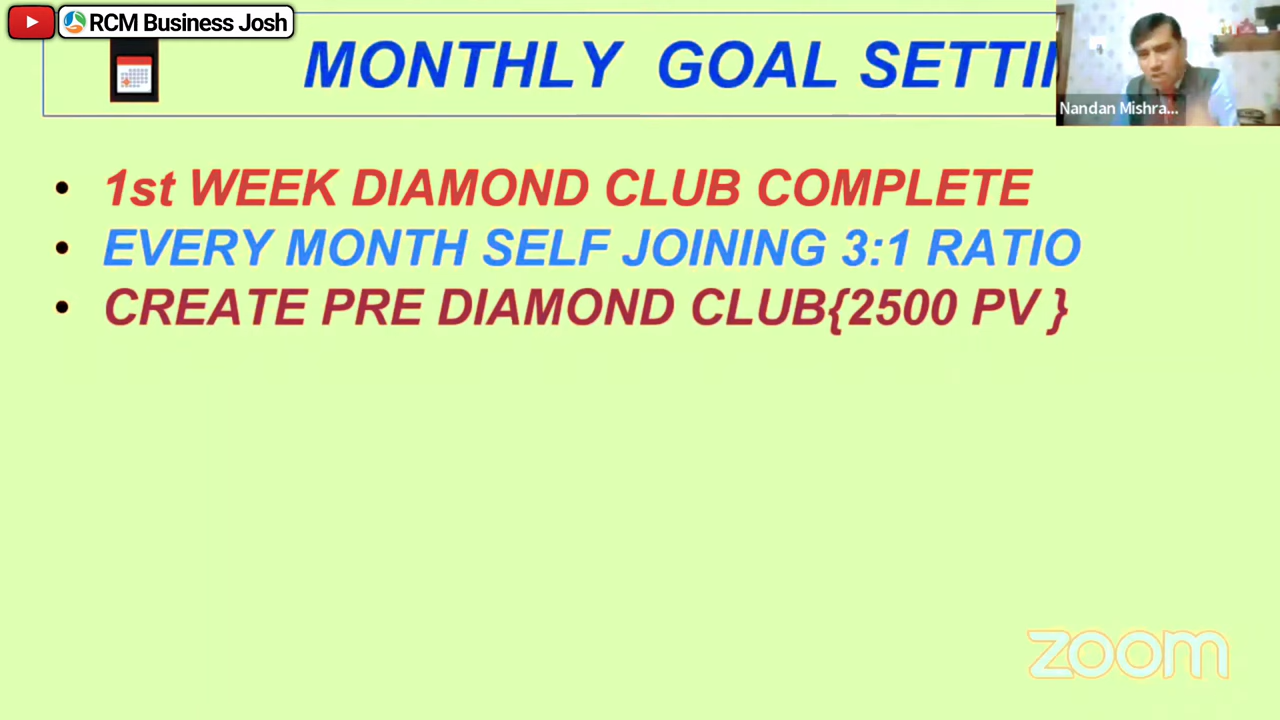 RCM Business Josh
MONTHLY GOAL SETTI
Nandan Mishra...
• 1st WEEK DIAMOND CLUB COMPLETE
• EVERY MONTH SELF JOINING 3:1 RATIO
• CREATE PRE DIAMOND CLUB{2500 PV }
zoom